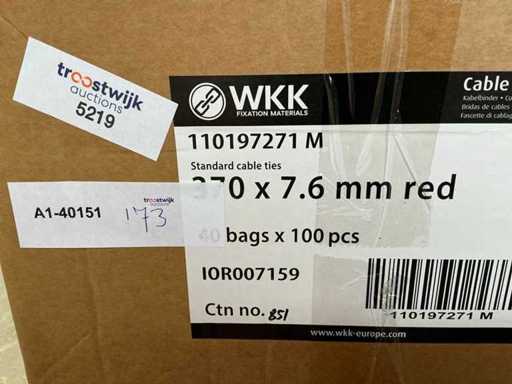 troostwijk
auctions
5219
WKK
FIXATION MATERIALS
Cable
Kabelbinder
Bridas de cables
Fascette di cablag
110197271 M
Standard cable ties
370 x 7.6 mm red
troostwijk
A1-40151
173
40 bags x 100 pcs
IOR007159
Ctn no. 851
110197271 M
www.wkk-europe.com